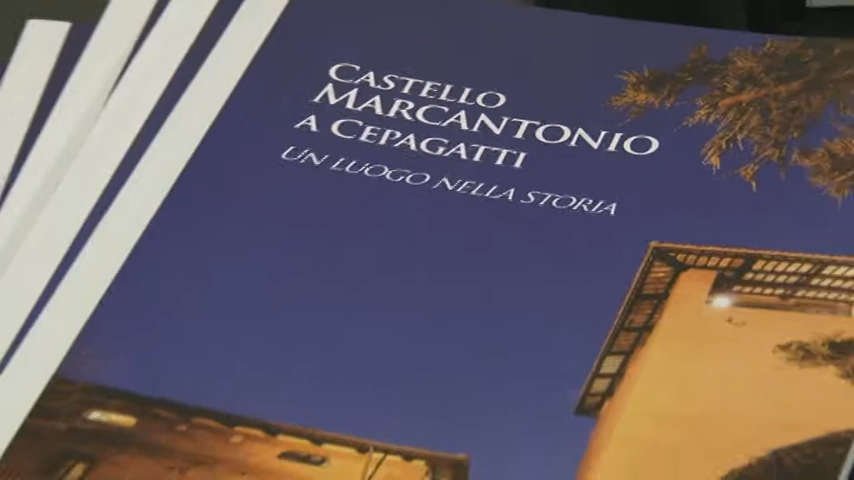 CASTELLO
MARCANTONIO
A CEPAGATTI
UN LUOGO NELLA STORIA